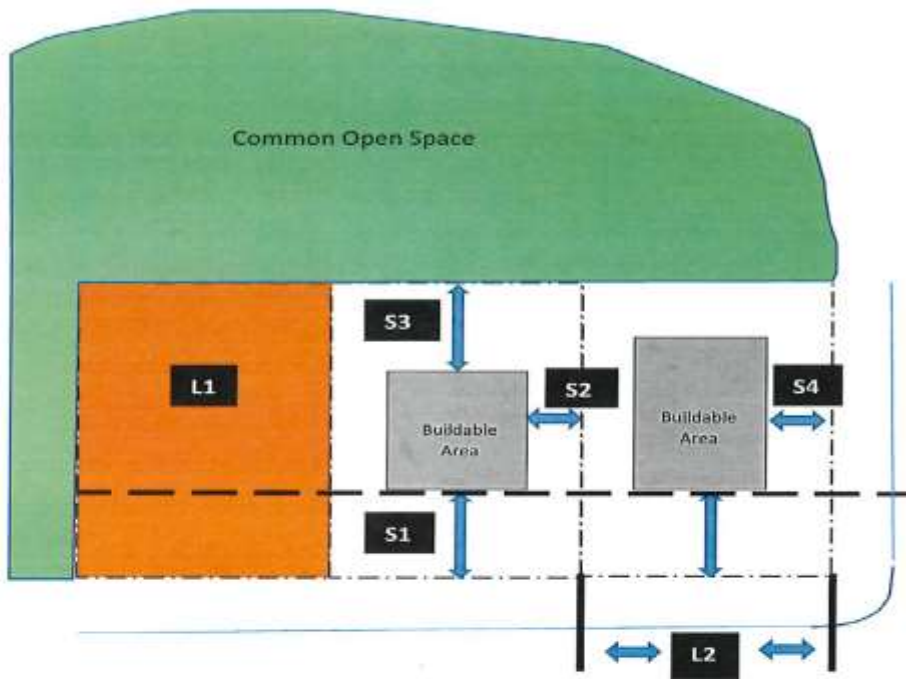 Common Open Space
S3
L1
S2
S4
Buildable
Area
Buildable
Area
S1
L2